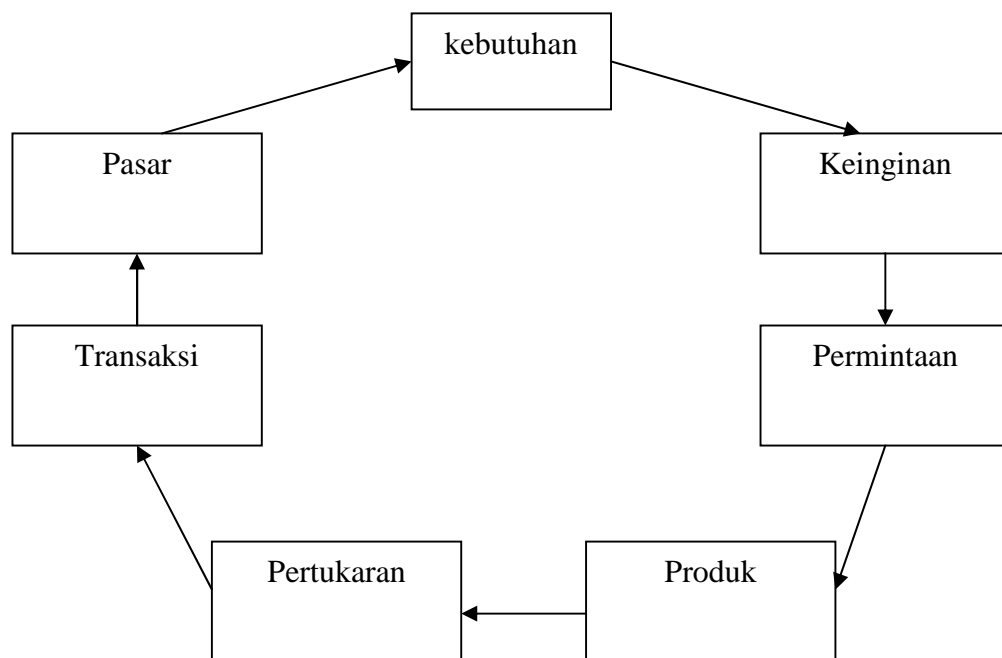 kebutuhan
Pasar
Keinginan
Transaksi
Permintaan
Pertukaran
Produk